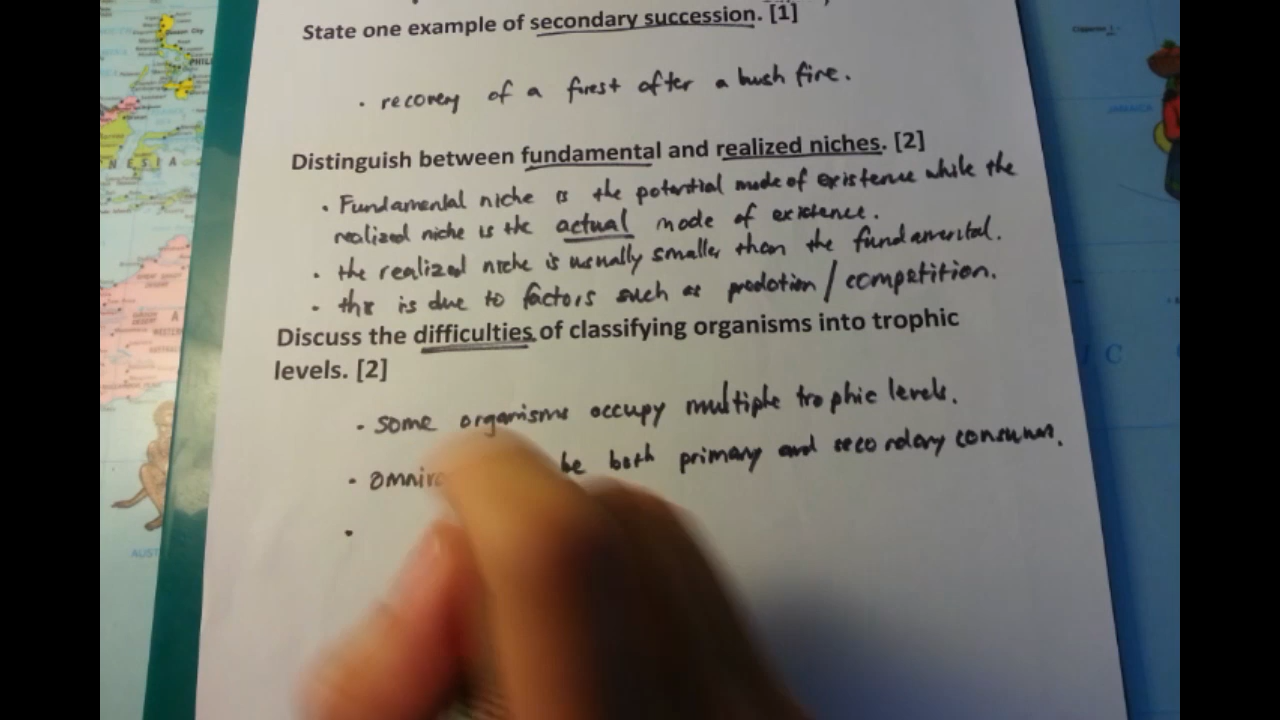 State one example of secondary succession. [1]
• recovery of a forest after a bush fire.
Distinguish between fundamental and realized niches. [2]
• Fundamental niche is the potential mode of existence while the
realized niche is the actual mode of existence.
• the realized niche is usually smaller than the fundamental.
• this is due to factors such as predation / competition.
Discuss the difficulties of classifying organisms into trophic
levels. [2]
• some organisms occupy multiple trophic levels.
• be both primary and secondary consumers.
•
PHIL
NESIA
JAMAICA
AUST